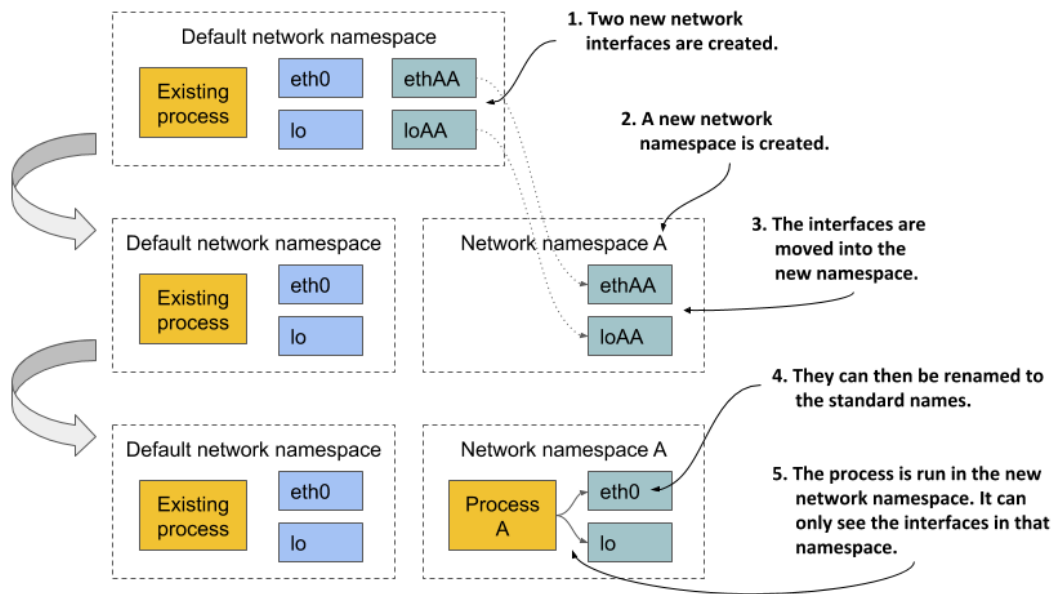 Default network namespace
Existing
process
eth0
lo
ethAA
loAA
1. Two new network
interfaces are created.
2. A new network
namespace is created.
Default network namespace
Existing
process
eth0
lo
Network namespace A
ethAA
loAA
3. The interfaces are
moved into the
new namespace.
4. They can then be renamed to
the standard names.
Default network namespace
Existing
process
eth0
lo
Network namespace A
Process
A
eth0
lo
5. The process is run in the new
network namespace. It can
only see the interfaces in that
namespace.